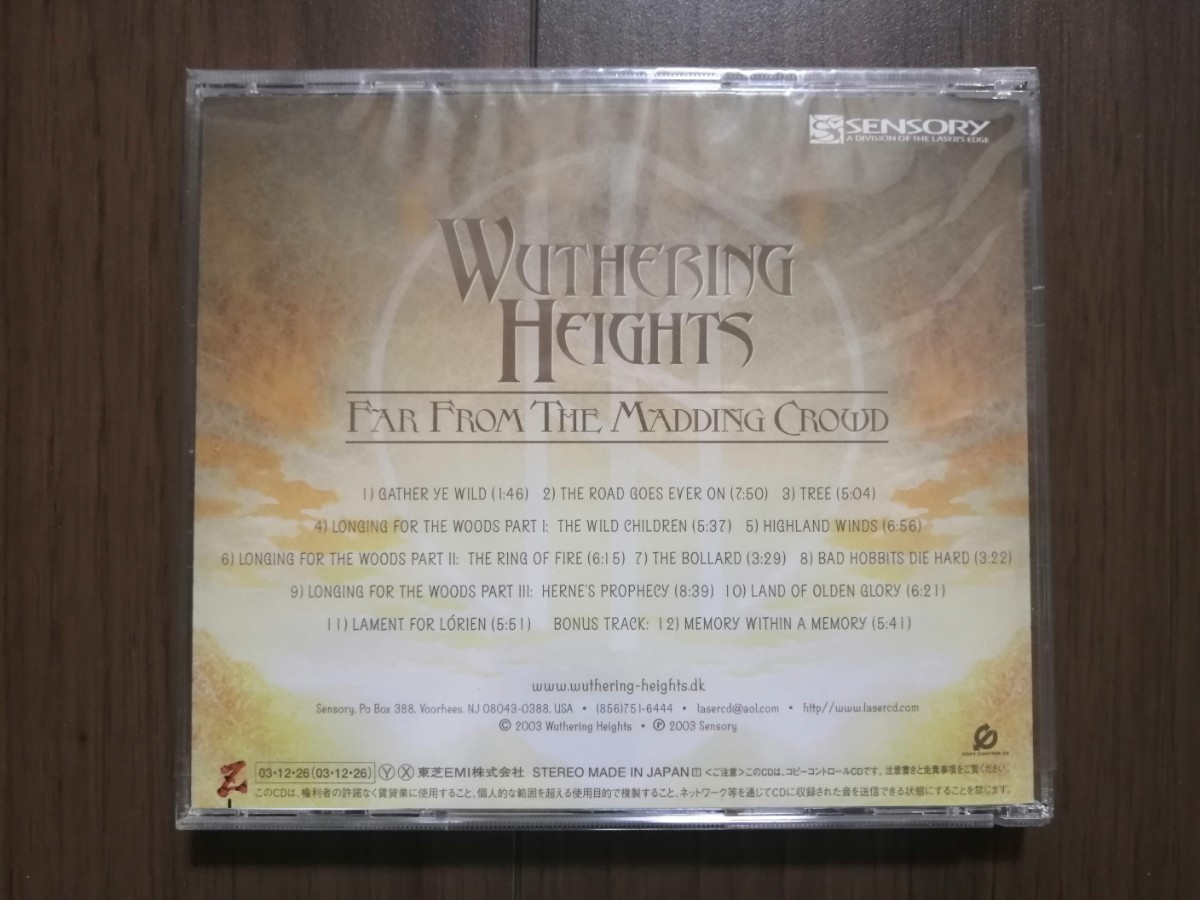 SENSORY
A DIVISION OF THE LASER'S EDGE
WUTHERING
HEIGHTS
FAR FROM THE MADDING CROWD
1) GATHER YE WILD (1:46) 2) THE ROAD GOES EVER ON (7:50) 3) TREE (5:04)
4) LONGING FOR THE WOODS PART I: THE WILD CHILDREN (5:37) 5) HIGHLAND WINDS (6:56)
6) LONGING FOR THE WOODS PART II: THE RING OF FIRE (6:15) 7) THE BOLLARD (3:29) 8) BAD HOBBITS DIE HARD (3:22)
9) LONGING FOR THE WOODS PART III: HERNE'S PROPHECY (8:39) 10) LAND OF OLDEN GLORY (6:21)
11) LAMENT FOR LÓRIEN (5:51) BONUS TRACK: 12) MEMORY WITHIN A MEMORY (5:41)
www.wuthering-heights.dk
Sensory. Po Box 388. Voorhees. NJ 08043-0388. USA • (856)751-6444 • lasercd@aol.com • http//www.lasercd.com
© 2003 Wuthering Heights • ℗ 2003 Sensory
03・12・26(03・12・26) Ⓨ Ⓧ 東芝EMI株式会社 STEREO MADE IN JAPAN T <ご注意>このCDは、コピーコントロールCDです。注意書きと免責事項をご覧ください。
このCDは、権利者の許諾なく賃貸業に使用すること、個人的な範囲を超える使用目的で複製すること、ネットワーク等を通じてCDに収録された音を送信できる状態にすることを禁じます。